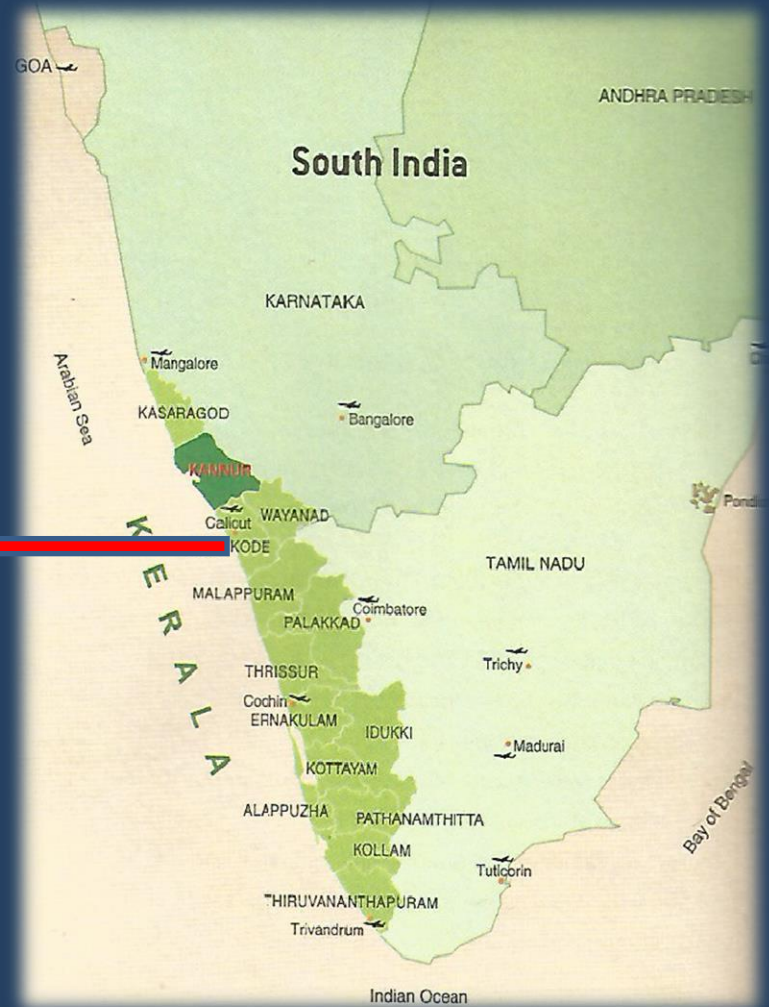 GOA
ANDHRA PRADESH
South India
KARNATAKA
Mangalore
Arabian Sea
KASARAGOD
Bangalore
KANNUR
WAYANAD
Calicut
KODE
KERALA
TAMIL NADU
MALAPPURAM
Coimbatore
PALAKKAD
Trichy
THRISSUR
Cochin
ERNAKULAM
IDUKKI
Madurai
KOTTAYAM
ALAPPUZHA
PATHANAMTHITTA
Bay of Bengal
KOLLAM
Tuticorin
THIRUVANANTHAPURAM
Trivandrum
Indian Ocean